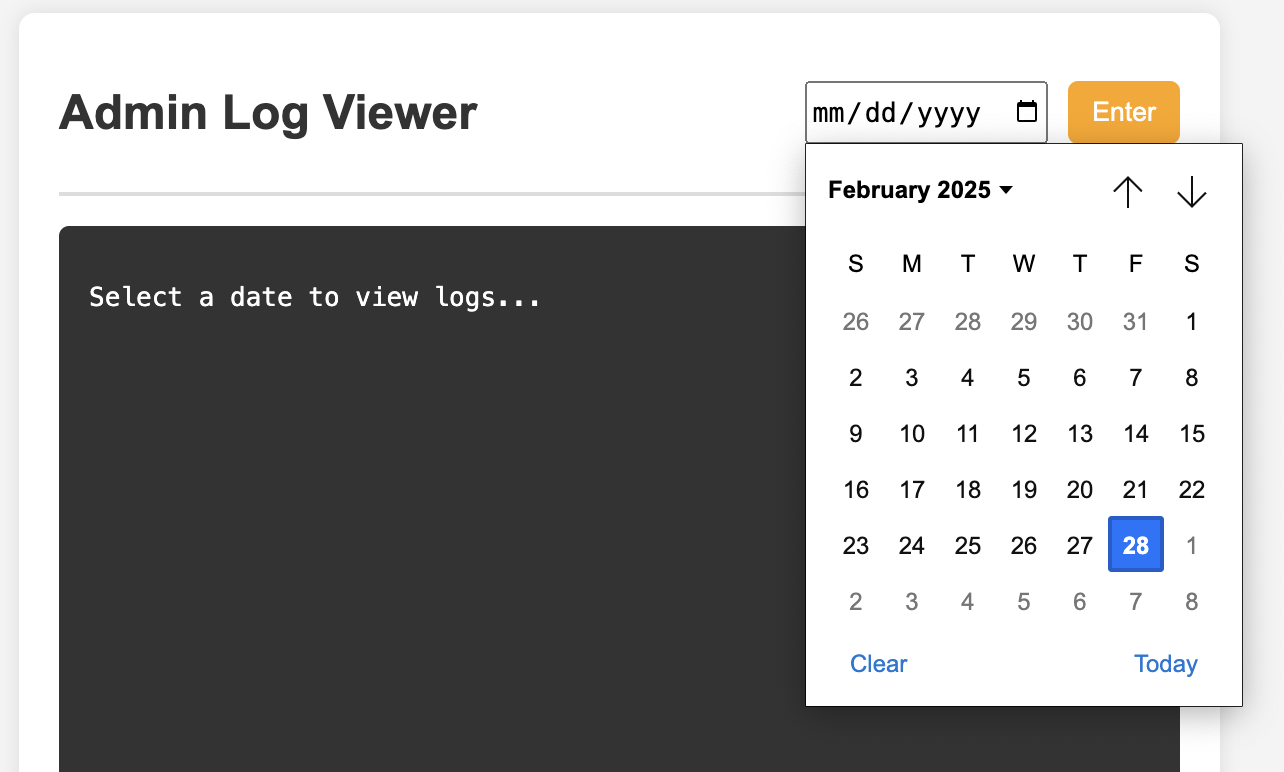 Admin Log Viewer
mm/dd/yyyy
Enter
February 2025
S M T W T F S
26 27 28 29 30 31 1
2 3 4 5 6 7 8
9 10 11 12 13 14 15
16 17 18 19 20 21 22
23 24 25 26 27 28 1
2 3 4 5 6 7 8
Clear Today
Select a date to view logs...